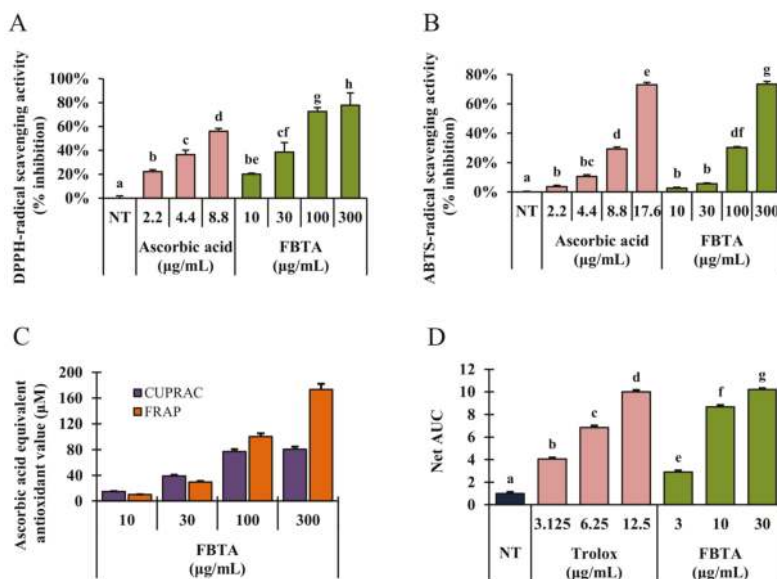 A
DPPH-radical scavenging activity
(% inhibition)
100%
80%
60%
40%
20%
0%
a
b
c
d
be
cf
g
h
NT
2.2
4.4
8.8
10
30
100
300
Ascorbic acid
(µg/mL)
FBTA
(µg/mL)
B
ABTS-radical scavenging activity
(% inhibition)
80%
60%
40%
20%
0%
a
b
bc
d
e
b
b
df
g
NT
2.2
4.4
8.8
17.6
10
30
100
300
Ascorbic acid
(µg/mL)
FBTA
(µg/mL)
C
Ascorbic acid equivalent
antioxidant value (µM)
200
160
120
80
40
0
CUPRAC
FRAP
10
30
100
300
FBTA
(µg/mL)
D
Net AUC
12
10
8
6
4
2
0
a
b
c
d
e
f
g
3.125
6.25
12.5
3
10
30
NT
Trolox
(µg/mL)
FBTA
(µg/mL)